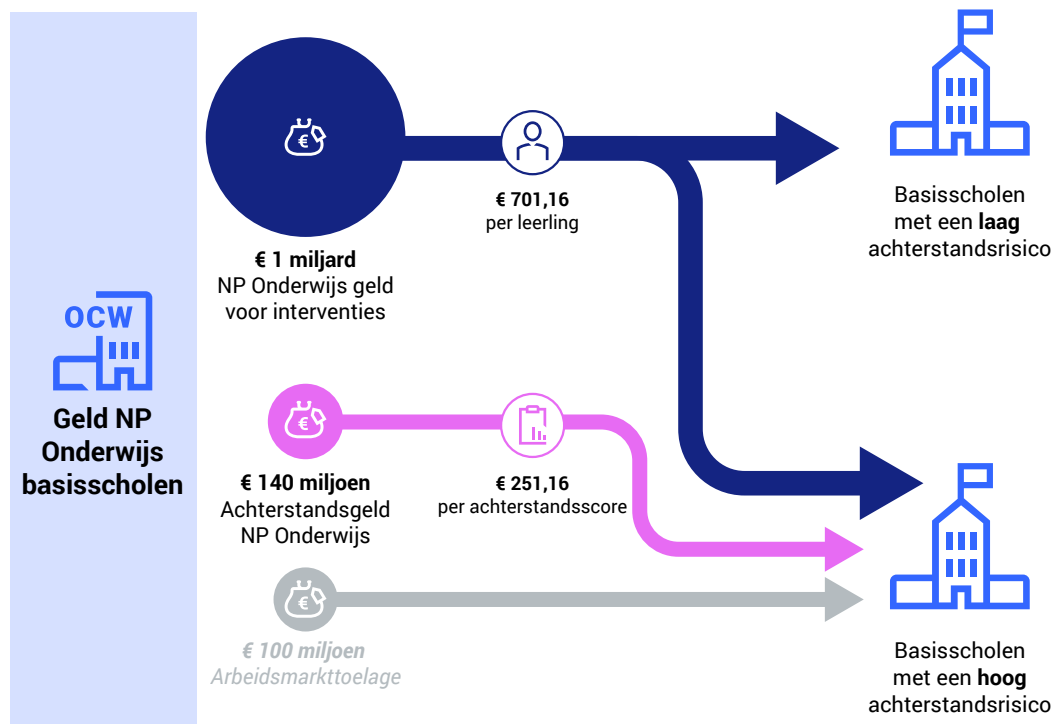 OCW
Geld NP
Onderwijs
basisscholen
€
€ 1 miljard
NP Onderwijs geld
voor interventies
€ 701,16
per leerling
Basisscholen
met een laag
achterstandsrisico
€
€ 140 miljoen
Achterstandsgeld
NP Onderwijs
€ 251,16
per achterstandsscore
€
€ 100 miljoen
Arbeidsmarkttoelage
Basisscholen
met een hoog
achterstandsrisico